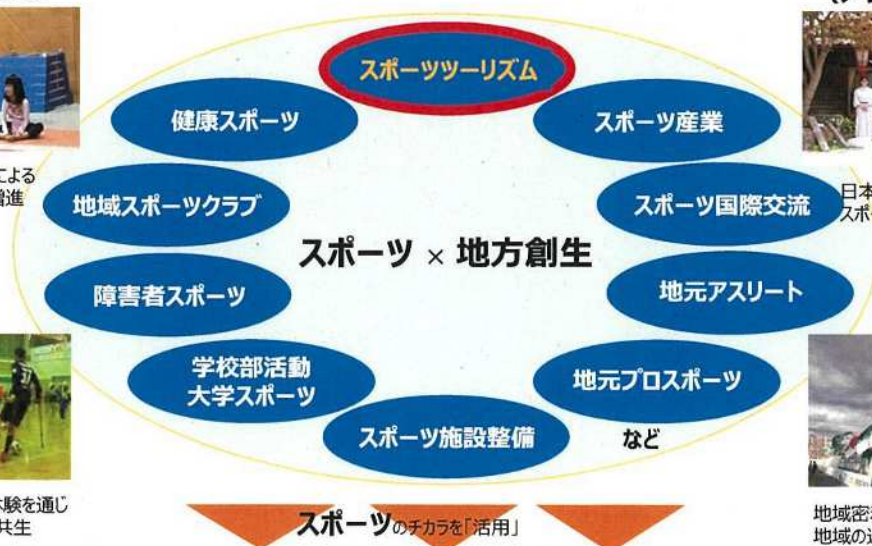 スポーツツーリズム
健康スポーツ
スポーツ産業
による
増進
地域スポーツクラブ
スポーツ国際交流
日本
スポー
スポーツ × 地方創生
障害者スポーツ
地元アスリート
学校部活動
大学スポーツ
地元プロスポーツ
スポーツ施設整備
など
体験を通じ
共生
スポーツのチカラを「活用」
地域密
地域の